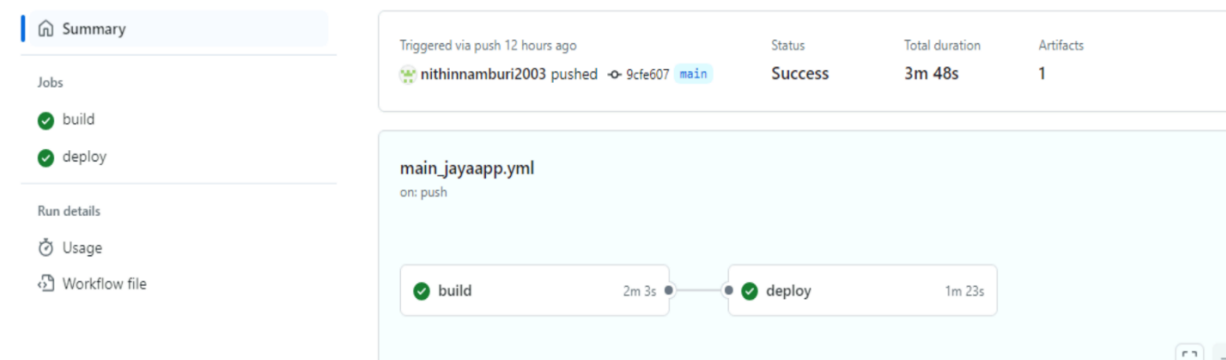 Summary
Jobs
build
deploy
Run details
Usage
Workflow file
Triggered via push 12 hours ago
nithinnamburi2003 pushed 9cfe607 main
Status
Success
Total duration
3m 48s
Artifacts
1
main_jayaapp.yml
on: push
build 2m 3s
deploy 1m 23s